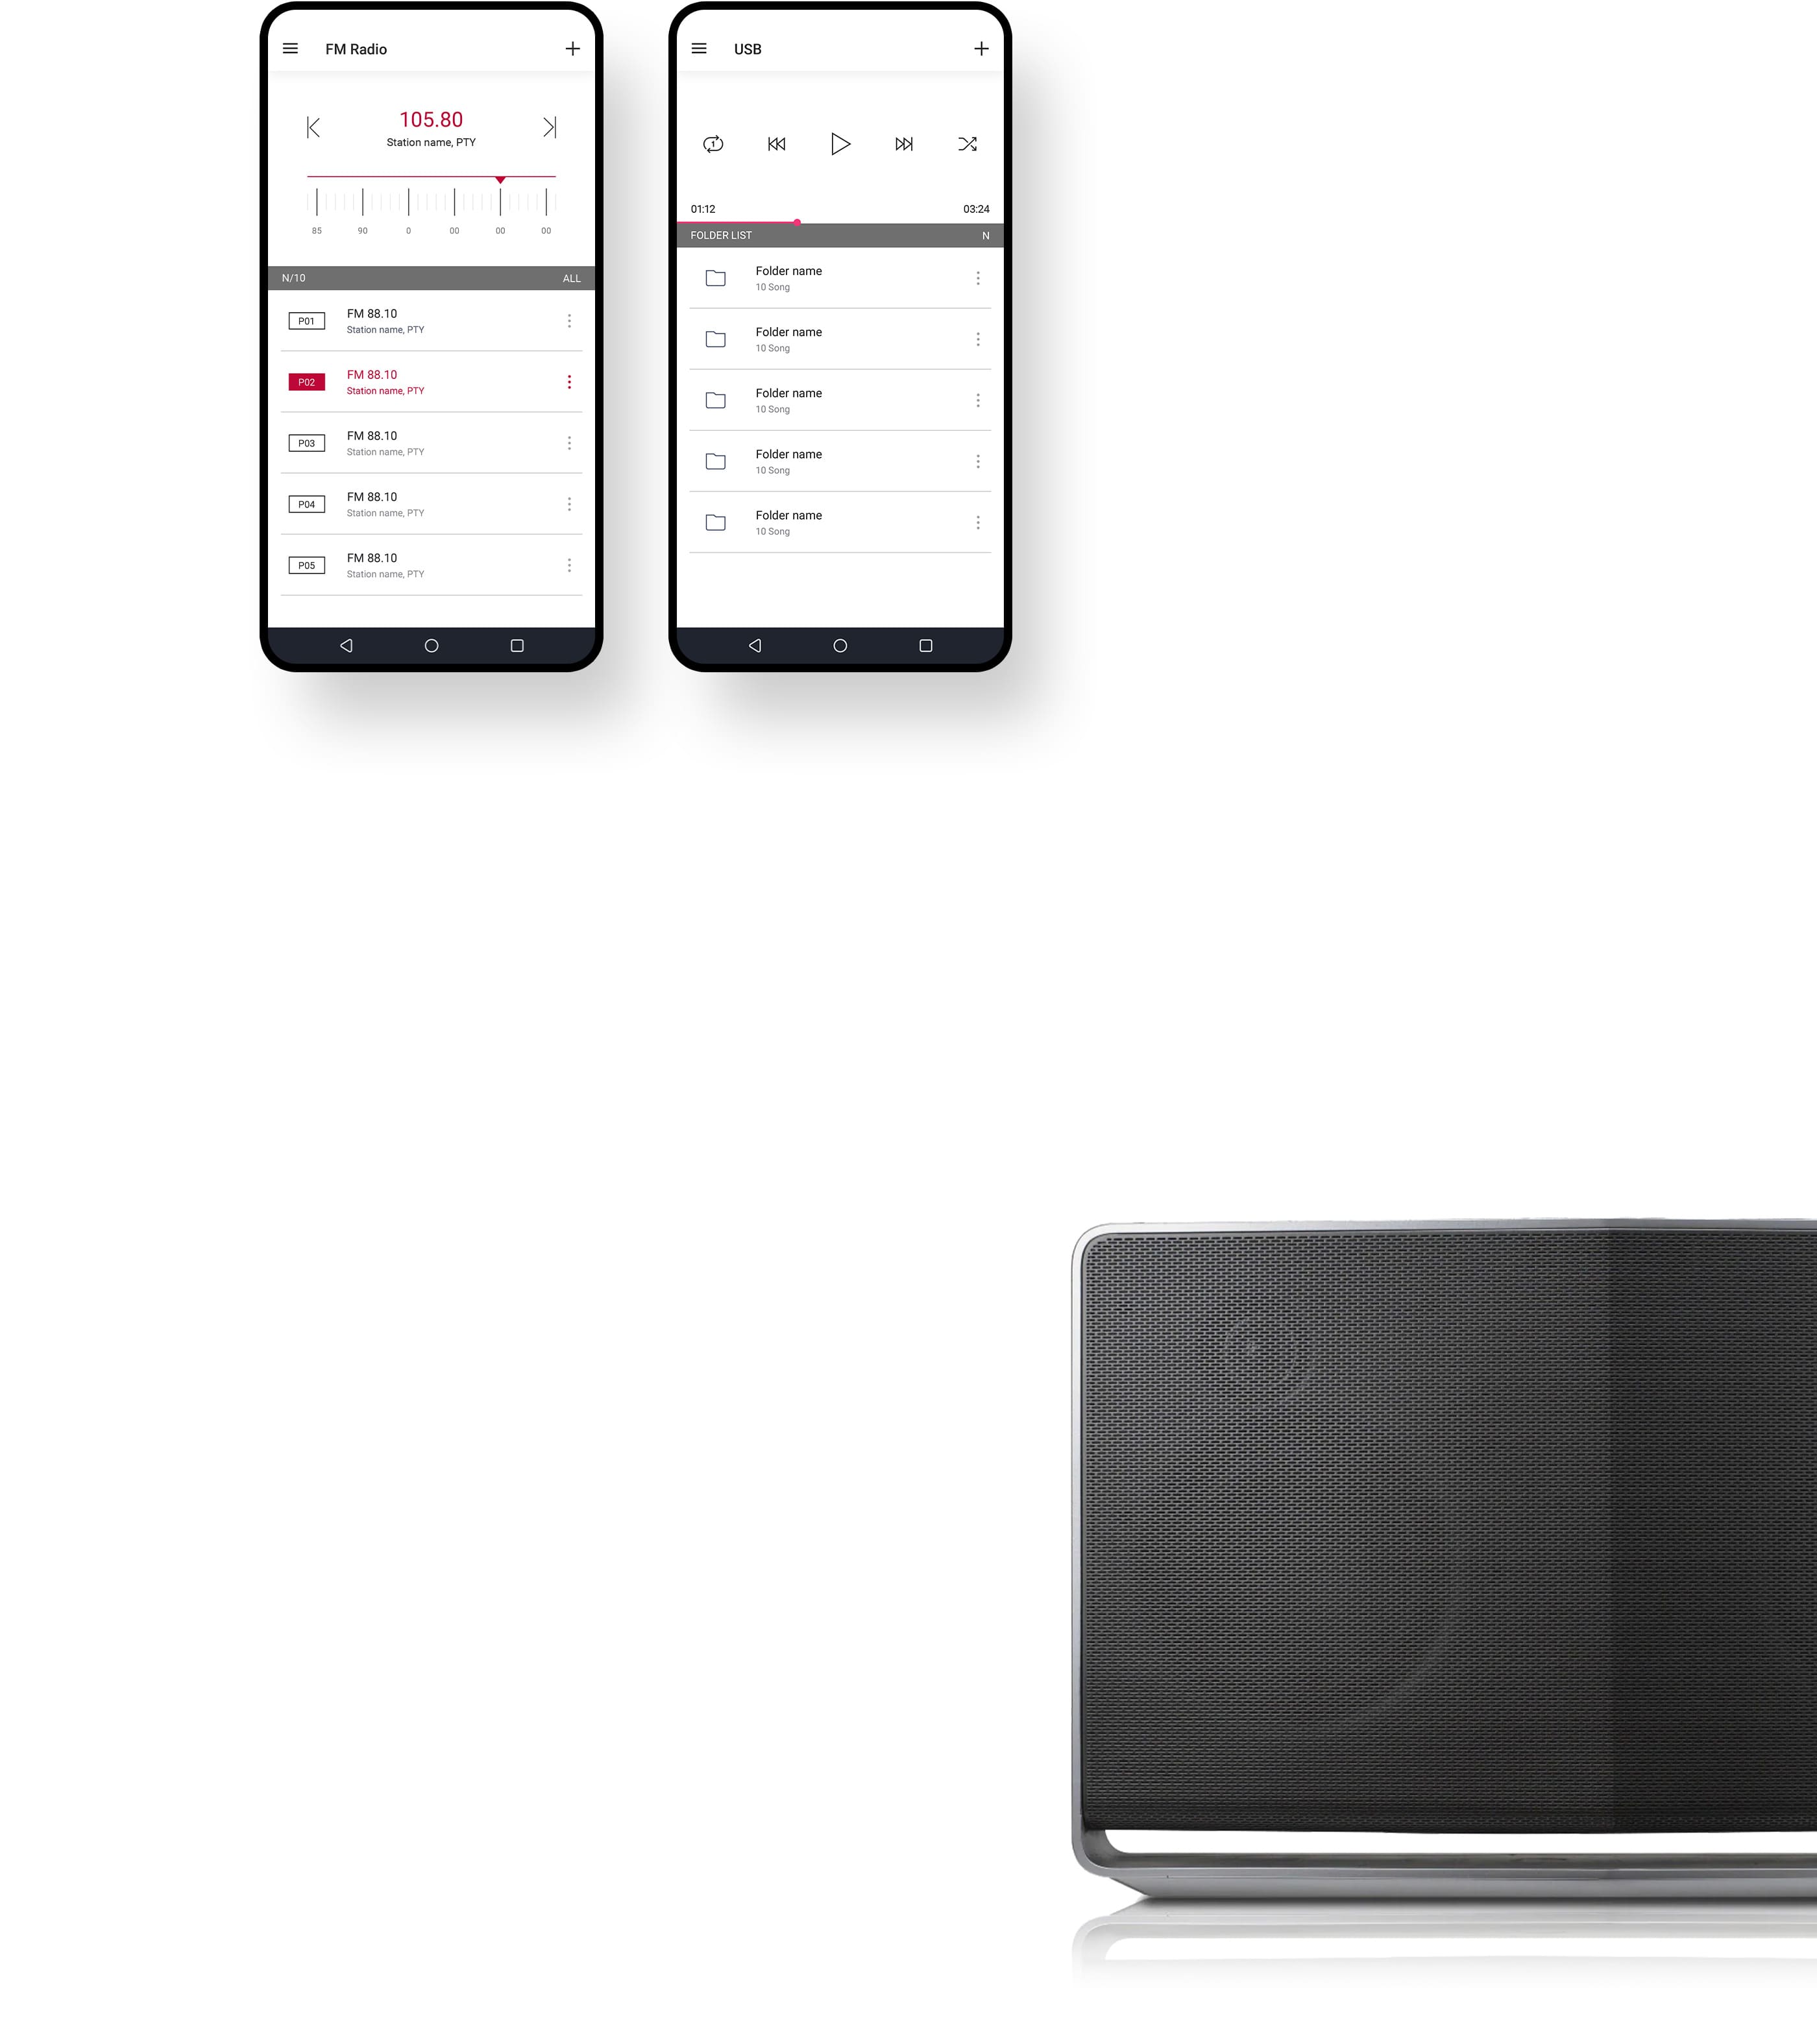 FM Radio
105.80
Station name, PTY
85 90 0 00 00 00
N/10 ALL
P01 FM 88.10
Station name, PTY
P02 FM 88.10
Station name, PTY
P03 FM 88.10
Station name, PTY
P04 FM 88.10
Station name, PTY
P05 FM 88.10
Station name, PTY
USB
1
01:12 03:24
FOLDER LIST N
Folder name
10 Song
Folder name
10 Song
Folder name
10 Song
Folder name
10 Song
Folder name
10 Song